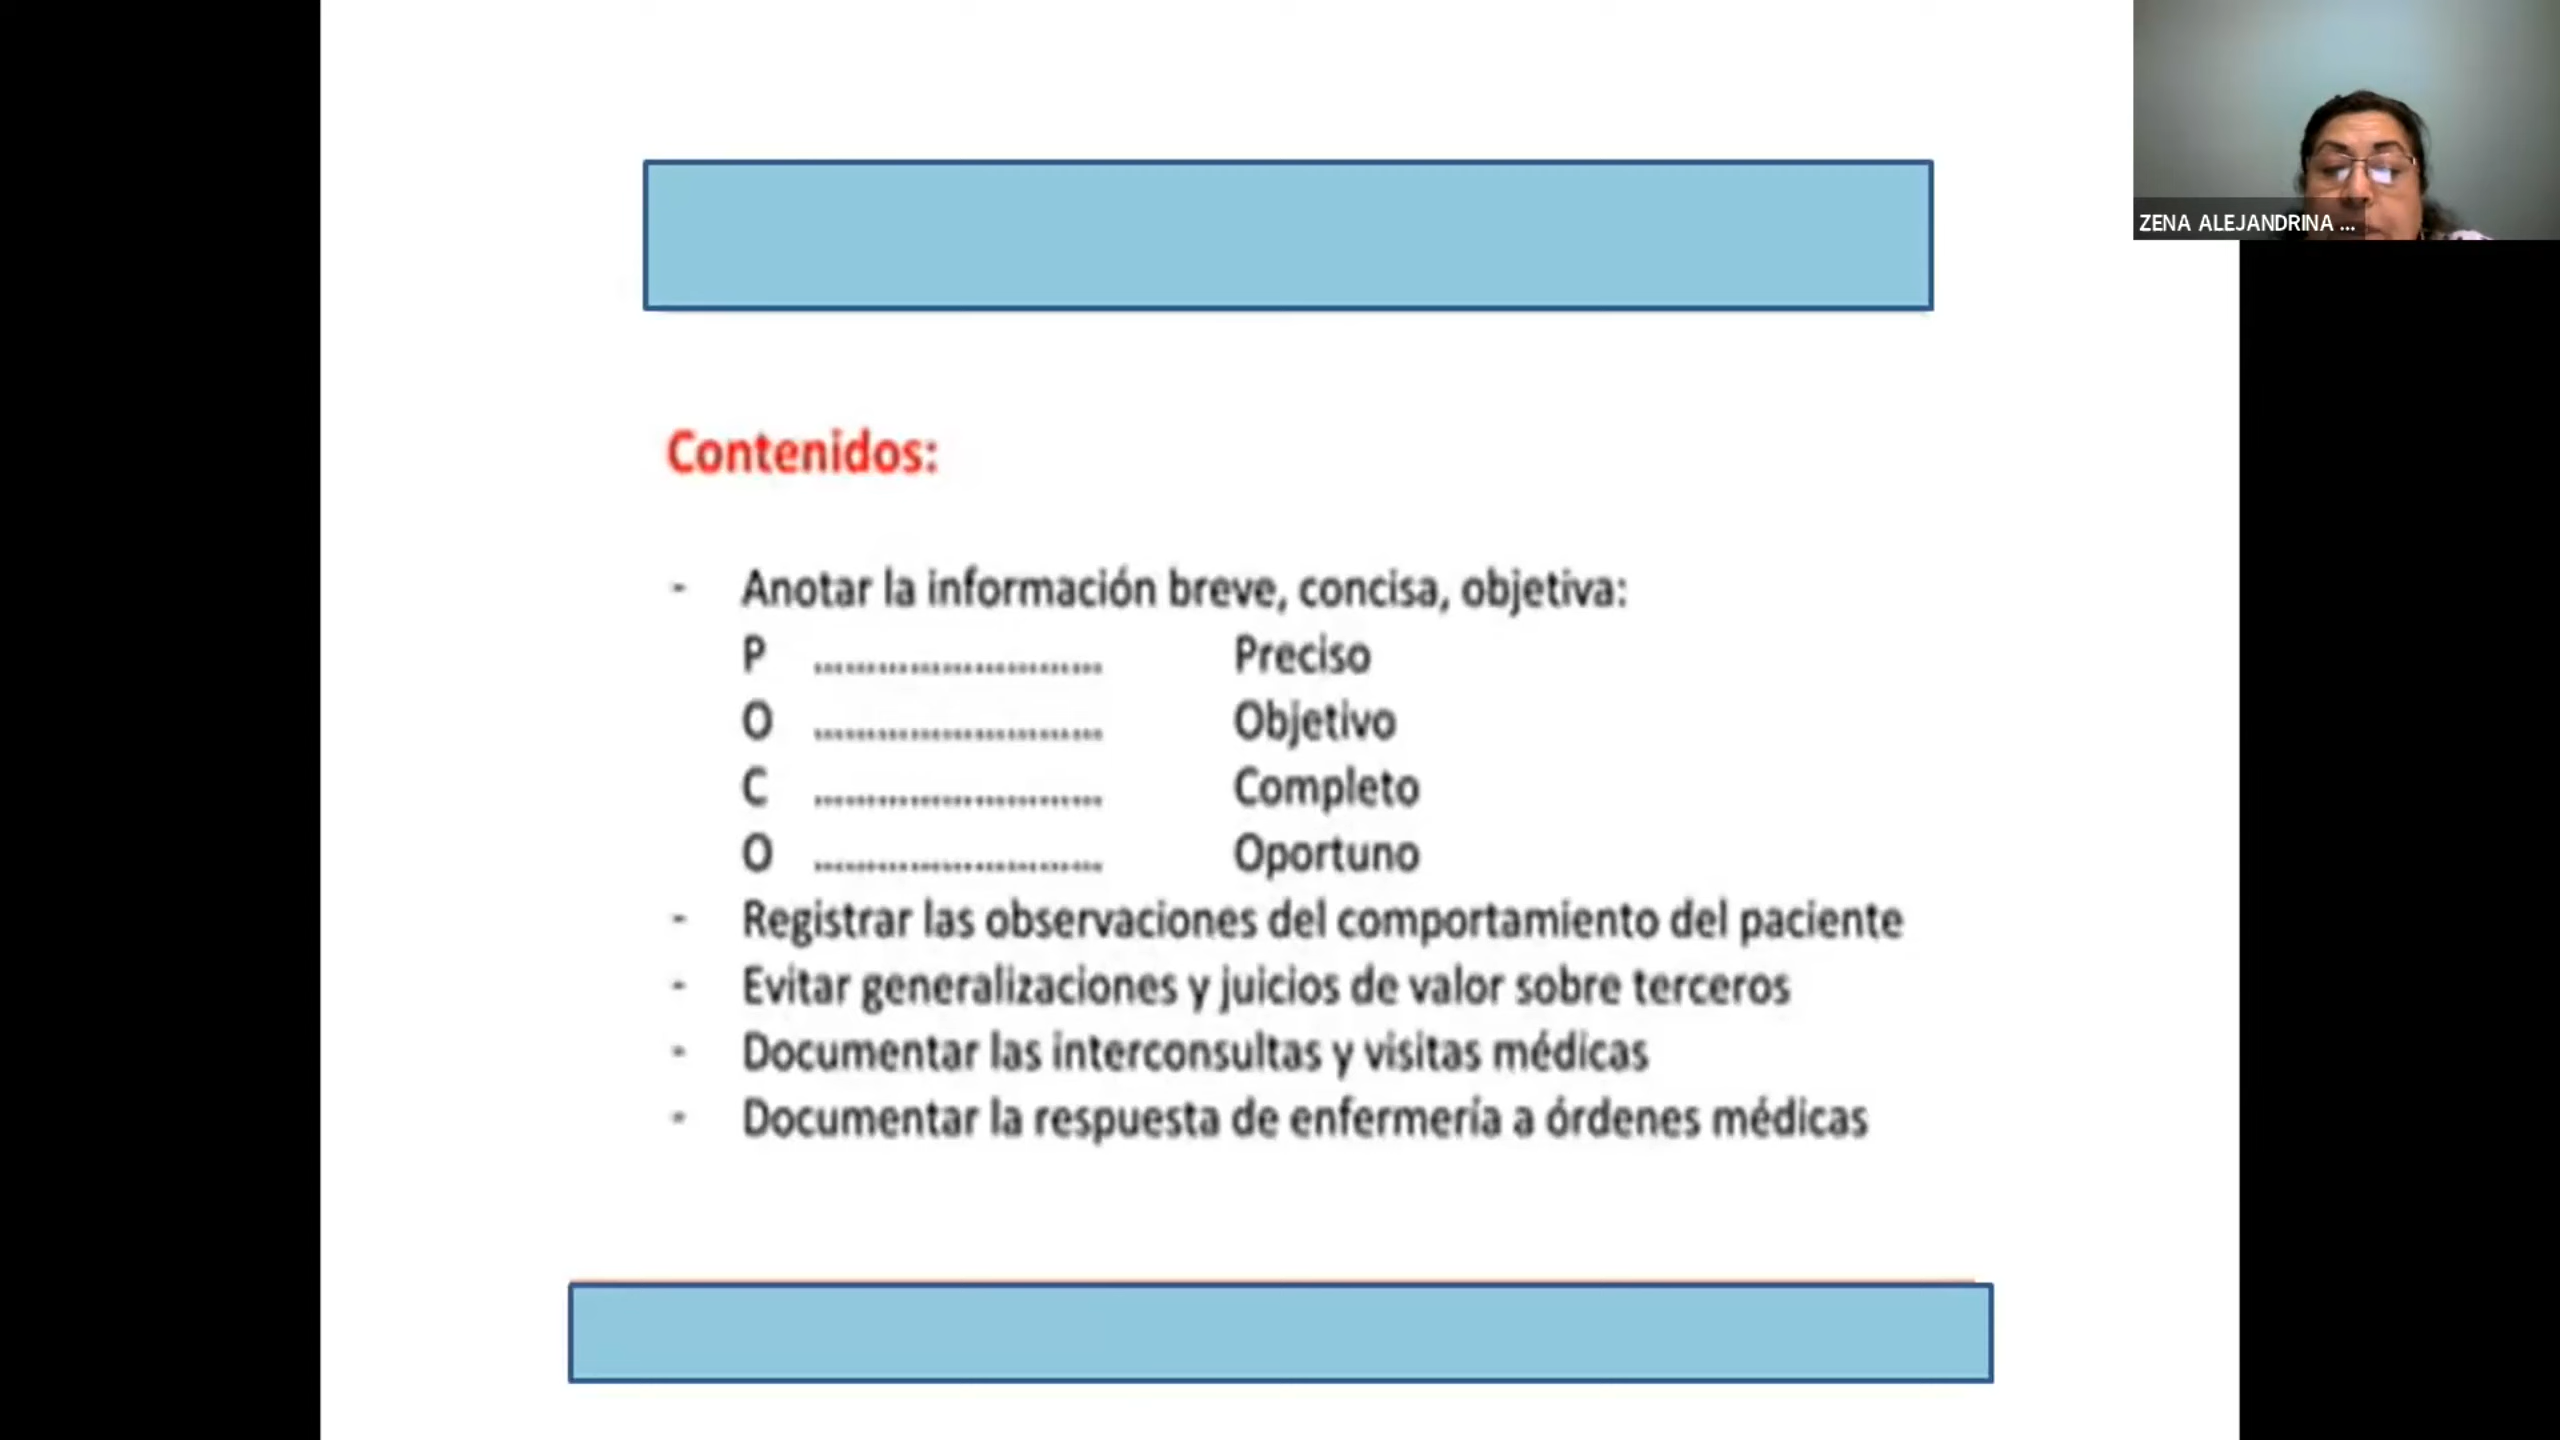 ZENA ALEJANDRINA ...
Contenidos:
- Anotar la información breve, concisa, objetiva:
P ........................... Preciso
O ........................... Objetivo
C ........................... Completo
O ........................... Oportuno
- Registrar las observaciones del comportamiento del paciente
- Evitar generalizaciones y juicios de valor sobre terceros
- Documentar las interconsultas y visitas médicas
- Documentar la respuesta de enfermería a órdenes médicas